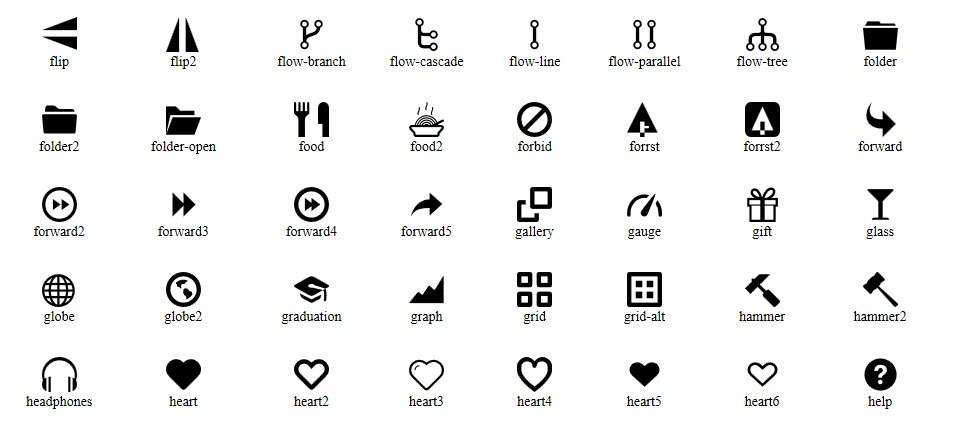 flip flip2 flow-branch flow-cascade flow-line flow-parallel flow-tree folder
folder2 folder-open food food2 forbid forrst forrst2 forward
forward2 forward3 forward4 forward5 gallery gauge gift glass
globe globe2 graduation graph grid grid-alt hammer hammer2
headphones heart heart2 heart3 heart4 heart5 heart6 help